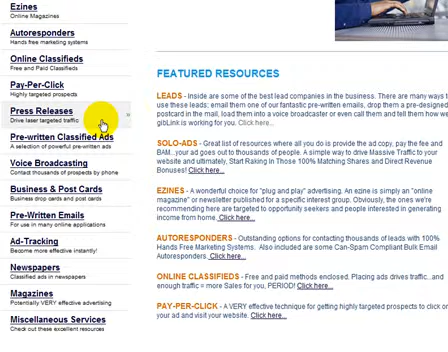 Ezines
Online Magazines
Autoresponders
Hands free marketing systems
Online Classifieds
Free and Paid Classifieds
Pay-Per-Click
Highly targeted prospects
Press Releases
Drive laser targeted traffic
Pre-written Classified Ads
A selection of powerful pre-written ads
Voice Broadcasting
Contact thousands of prospects by phone
Business & Post Cards
Business drop cards and post cards
Pre-Written Emails
For use in many online applications
Ad-Tracking
Become more effective instantly!
Newspapers
Classified ads in newspapers
Magazines
Potentially VERY effective advertising
Miscellaneous Services
Check out these excellent resources
FEATURED RESOURCES
LEADS - Inside are some of the best lead companies in the business. There are many ways t
use these leads; email them one of our fantastic pre-written emails, drop them a pre-designed
postcard in the mail, load them into a voice broadcaster or even call them and tell them how we
gibLink is working for you. Click here...
SOLO-ADS - Great list of resources where all you do is provide the ad copy, pay the fee and
BAM...your ad goes out to thousands of people. A simple way to drive Massive Traffic to your
website and ultimately, Start Raking In Those 100% Matching Shares and Direct Revenue
Bonuses! Click here...
EZINES - A wonderful choice for "plug and play" advertising. An ezine is simply an "online
magazine" or newsletter published for a specific interest group. Obviously, the ones we're
recommending here are targeted to opportunity seekers and people interested in generating
income from home. Click here...
AUTORESPONDERS - Outstanding options for contacting thousands of leads with 100%
Hands Free Marketing Systems. Also included are some Can-Spam Compliant Bulk Email
Autoresponders. Click here...
ONLINE CLASSIFIEDS - Free and paid methods enclosed. Placing ads drives traffic...and
enough traffic = more Sales for you, PERIOD! Click here...
PAY-PER-CLICK - A VERY effective technique for getting highly targeted prospects to click on
your ad and visit your website. Click here...